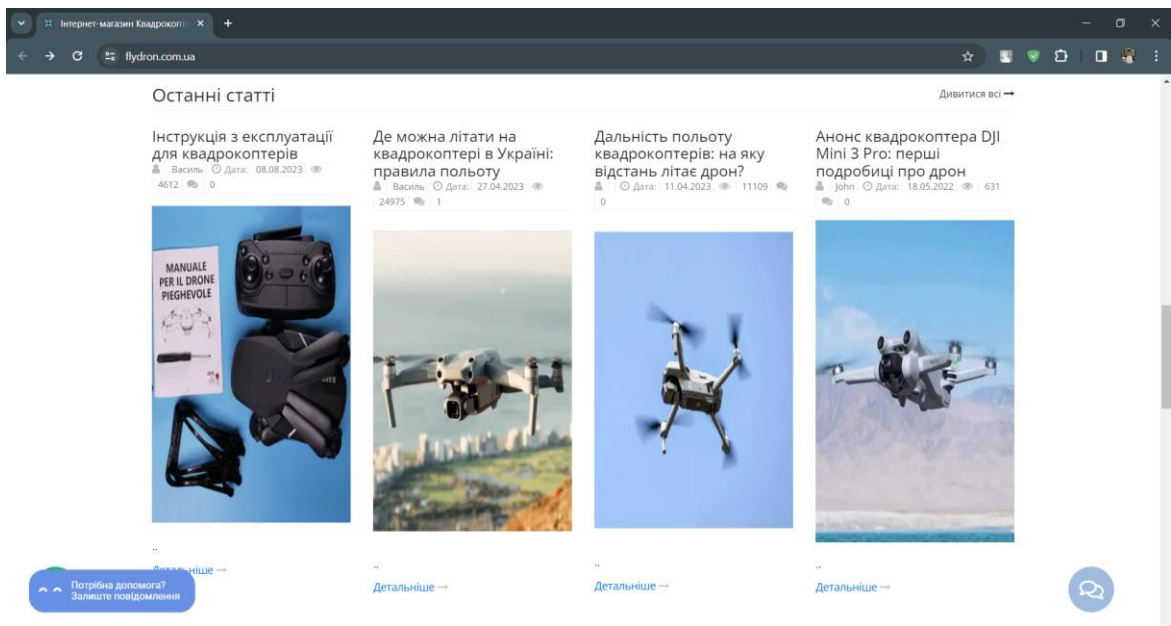 Інтернет-магазин Квадрокопт
flydron.com.ua
Останні статті
Дивитися всі
Інструкція з експлуатації
для квадрокоптерів
Василь Дата: 08.08.2023
4612 0
MANUALE
PER IL DRONE
PIEGHEVOLE
..
Детальніше
Де можна літати на
квадрокоптері в Україні:
правила польоту
Василь Дата: 27.04.2023
24975 1
..
Детальніше
Дальність польоту
квадрокоптерів: на яку
відстань літає дрон?
Дата: 11.04.2023 11109
0
..
Детальніше
Анонс квадрокоптера DJI
Mini 3 Pro: перші
подробиці про дрон
John Дата: 18.05.2022 631
0
..
Детальніше
Потрібна допомога?
Залиште повідомлення